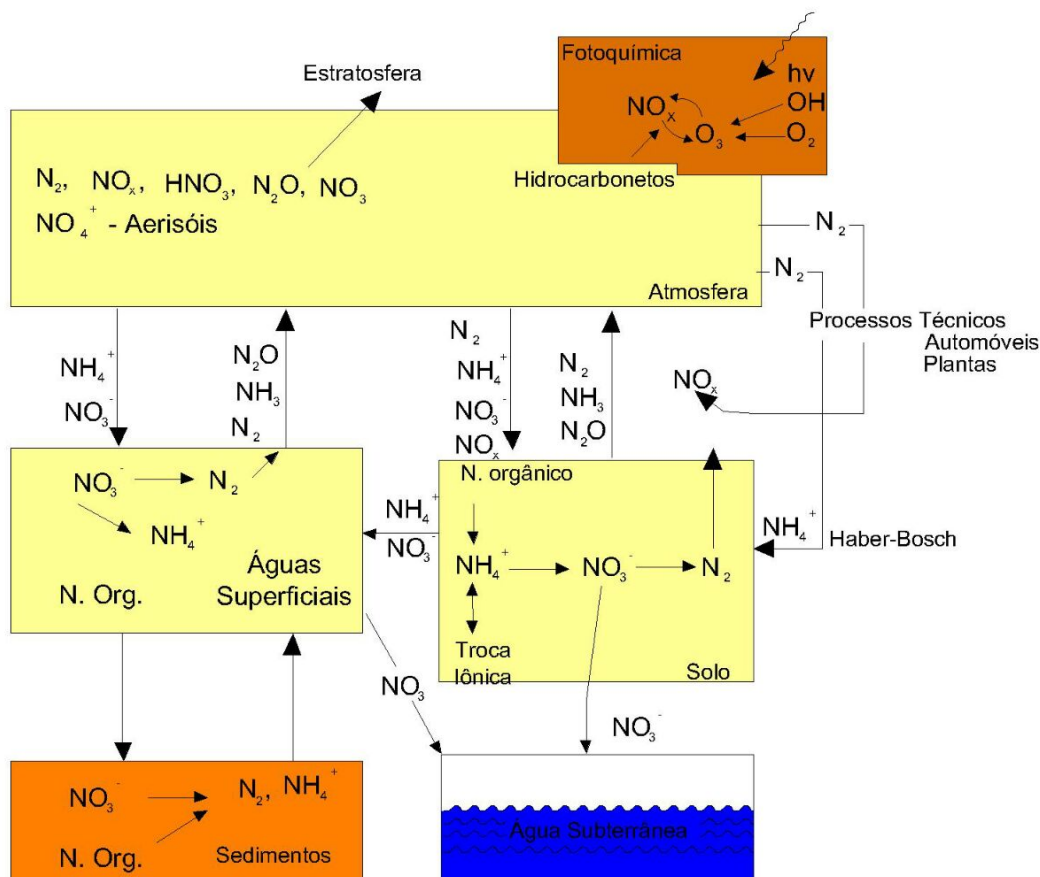 Estratosfera
Fotoquímica
hv
OH
NOx
O3
O2
Hidrocarbonetos
N2, NOx, HNO3, N2O, NO3
NO4+ - Aerisóis
Atmosfera
N2
N2
Processos Técnicos
Automóveis
Plantas
NOx
NH4+
NO3-
N2O
NH3
N2
N2
NH4+
NO3-
NOx
N2
NH3
N2O
NO3-
N2
NH4+
N. Org.
Águas
Superficiais
NH4+
NO3-
N. orgânico
NH4+
NO3-
N2
Troca
Iônica
Solo
NH4+
Haber-Bosch
NO3
NO3-
NO3-
N2, NH4+
N. Org.
Sedimentos
Água Subterrânea